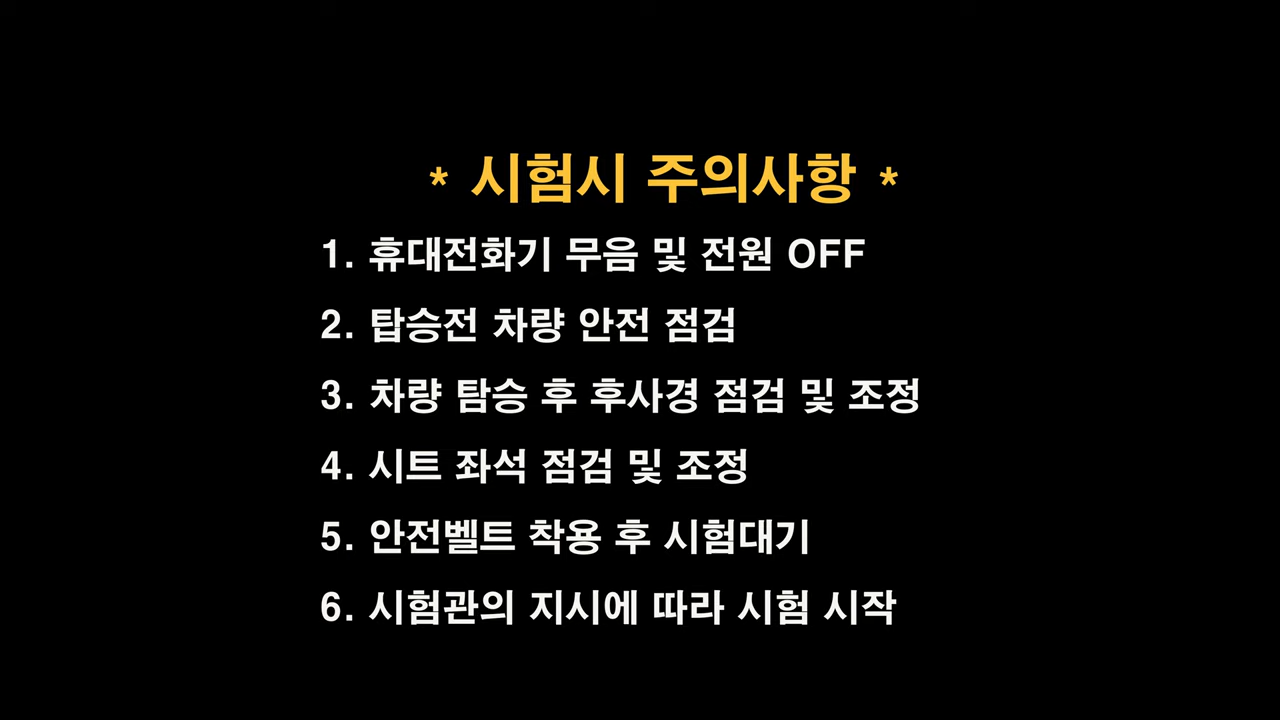 * 시험시 주의사항 *
1. 휴대전화기 무음 및 전원 OFF
2. 탑승전 차량 안전 점검
3. 차량 탐승 후 후사경 점검 및 조정
4. 시트 좌석 점검 및 조정
5. 안전벨트 착용 후 시험대기
6. 시험관의 지시에 따라 시험 시작